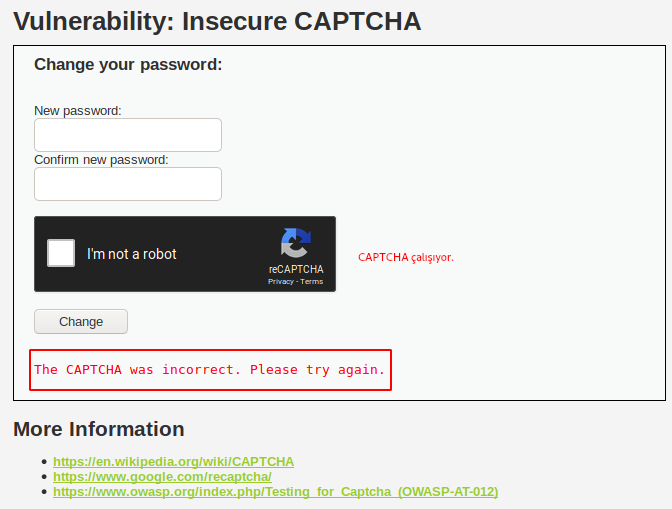 Vulnerability: Insecure CAPTCHA
Change your password:
New password:
Confirm new password:
I'm not a robot
reCAPTCHA
Privacy - Terms
CAPTCHA çalışıyor.
Change
The CAPTCHA was incorrect. Please try again.
More Information
https://en.wikipedia.org/wiki/CAPTCHA
https://www.google.com/recaptcha/
https://www.owasp.org/index.php/Testing_for_Captcha_(OWASP-AT-012)